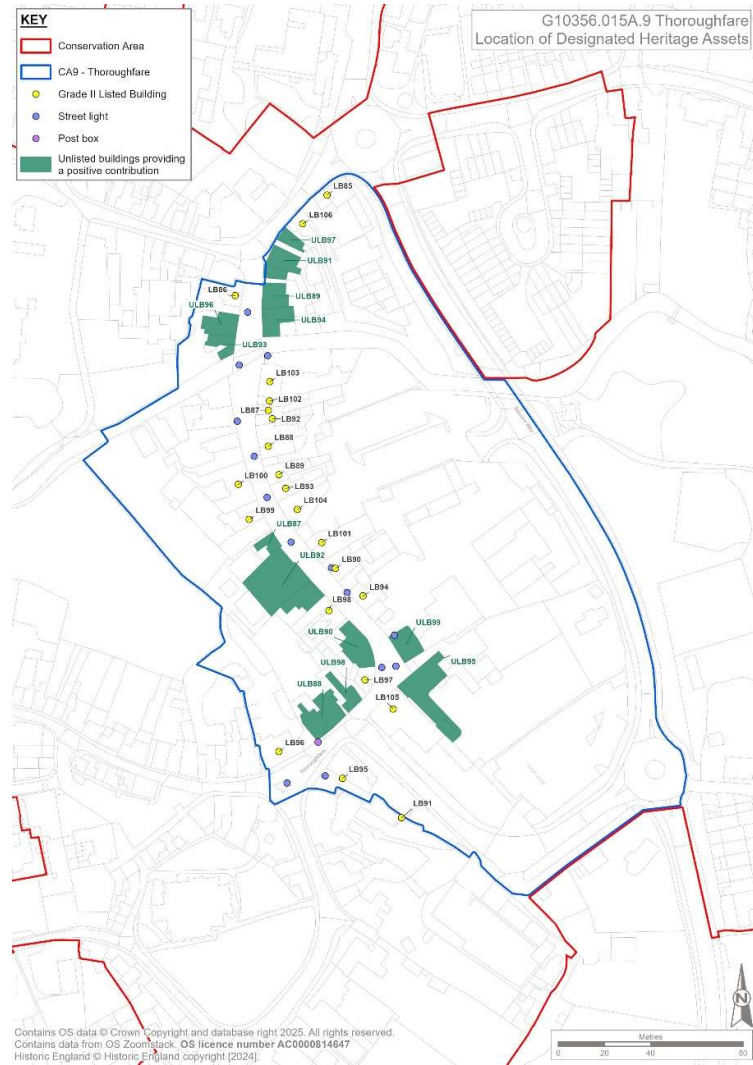 KEY
Conservation Area
CA9 - Thoroughfare
Grade II Listed Building
Street light
Post box
Unlisted buildings providing
a positive contribution
G10356.015A.9 Thoroughfare
Location of Designated Heritage Assets
LB85
LB106
ULB97
ULB91
LB86
ULB89
ULB96
ULB94
ULB93
LB103
LB102
LB87
LB92
LB88
LB89
LB100
LB93
LB104
LB99
ULB87
LB101
ULB92
LB90
LB94
LB98
ULB99
ULB90
ULB98
ULB95
LB97
ULB88
LB105
LB96
Thoroughfare
LB95
LB91
N
Metres
0 20 40 80
Contains OS data © Crown Copyright and database right 2025. All rights reserved.
Contains data from OS Zoomstack. OS licence number AC0000814647
Historic England © Historic England copyright [2024].